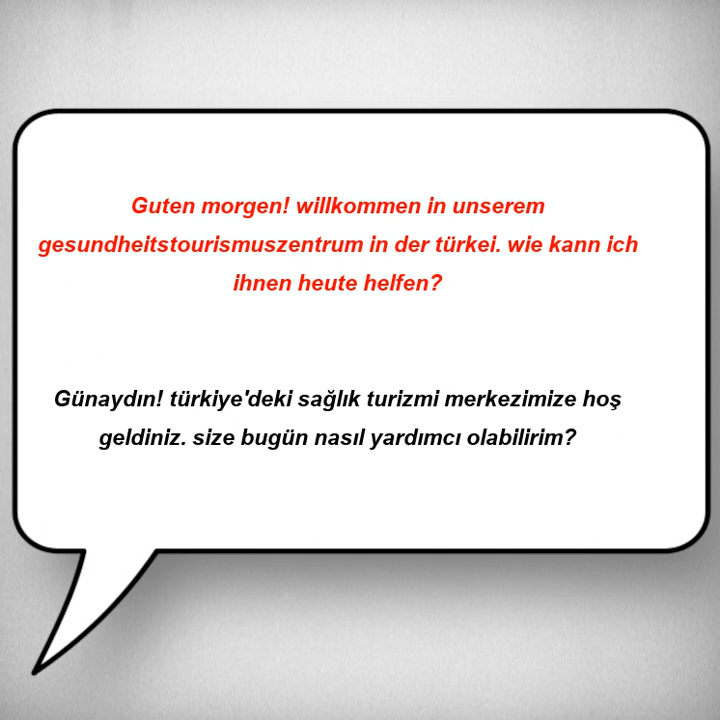 Guten morgen! willkommen in unserem
gesundheitstourismuszentrum in der türkei. wie kann ich
ihnen heute helfen?
Günaydın! türkiye'deki sağlık turizmi merkezimize hoş
geldiniz. size bugün nasıl yardımcı olabilirim?